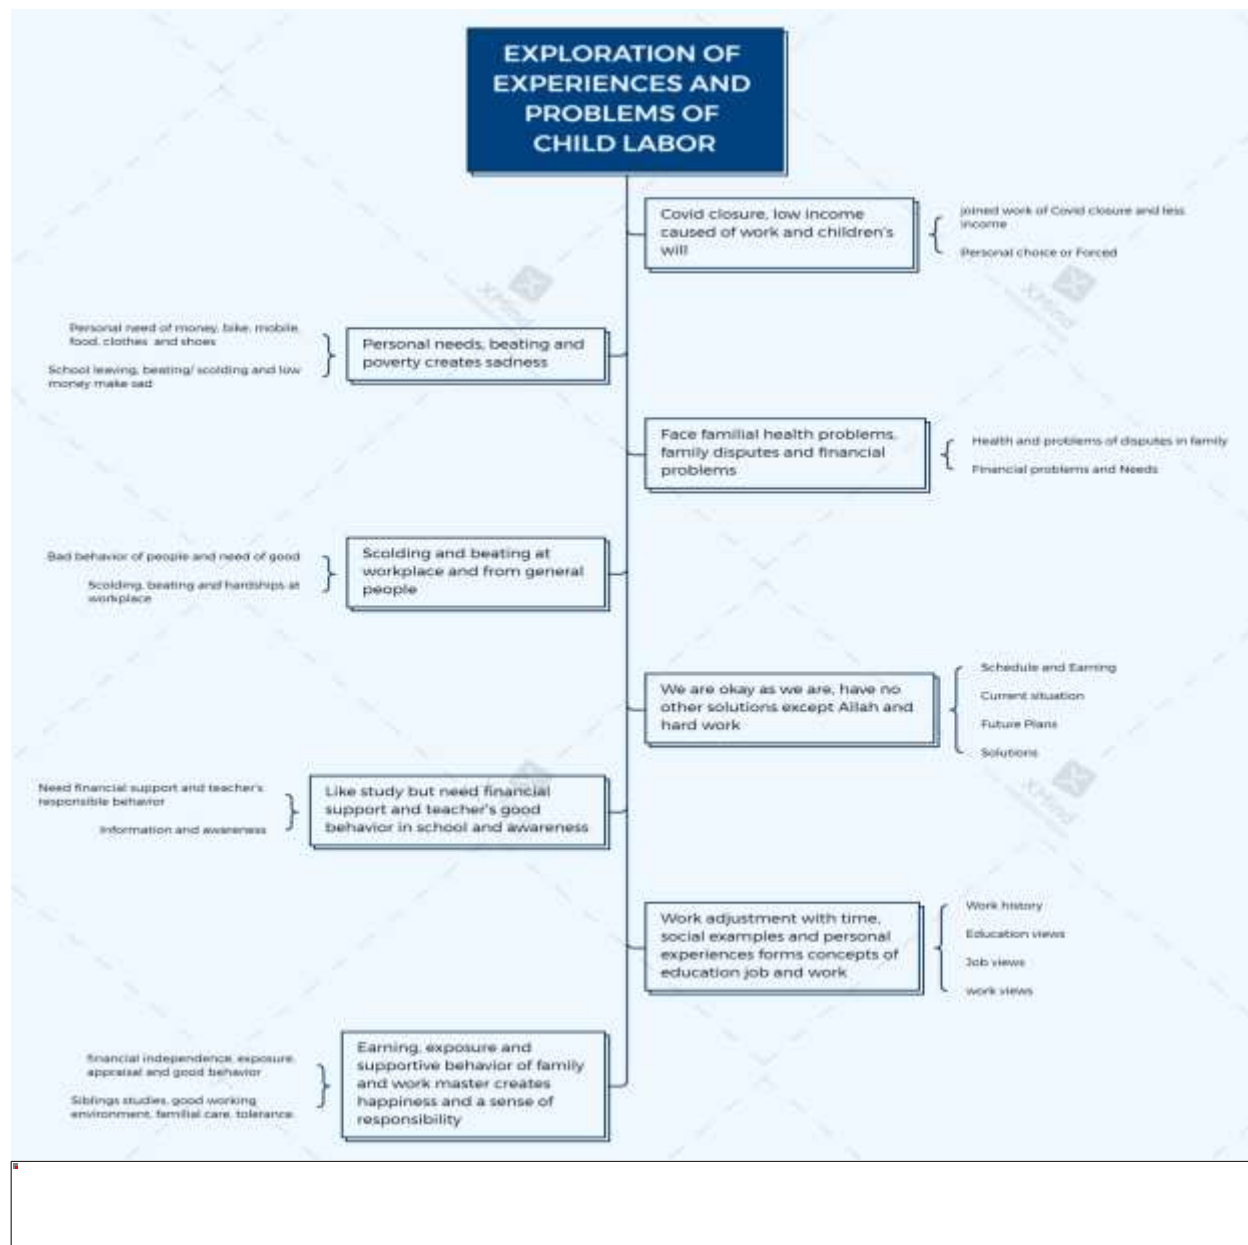 EXPLORATION OF
EXPERIENCES AND
PROBLEMS OF
CHILD LABOR
Covid closure, low income
caused of work and children's
will
joined work of Covid closure and less
income
Personal choice or Forced
Personal need of money, bike, mobile,
food, clothes and shoes
School leaving, beating/ scolding and low
money make sad
Personal needs, beating and
poverty creates sadness
Face familial health problems,
family disputes and financial
problems
Health and problems of disputes in family
Financial problems and Needs
Bad behavior of people and need of good
Scolding, beating and hardships at
workplace
Scolding and beating at
workplace and from general
people
We are okay as we are, have no
other solutions except Allah and
hard work
Schedule and Earning
Current situation
Future Plans
Solutions
Need financial support and teacher's
responsible behavior
Information and awareness
Like study but need financial
support and teacher's good
behavior in school and awareness
Work adjustment with time,
social examples and personal
experiences forms concepts of
education job and work
Work history
Education views
Job views
work views
financial independence, exposure,
appraisal and good behavior
Siblings studies, good working
environment, familial care, tolerance
Earning, exposure and
supportive behavior of family
and work master creates
happiness and a sense of
responsibility
XMind
XMind
XMind
XMind